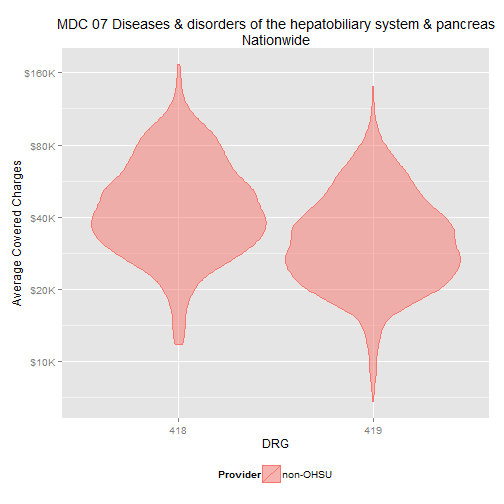 MDC 07 Diseases & disorders of the hepatobiliary system & pancreas
Nationwide
$160K
$80K
$40K
$20K
$10K
Average Covered Charges
418 419
DRG
Provider non-OHSU